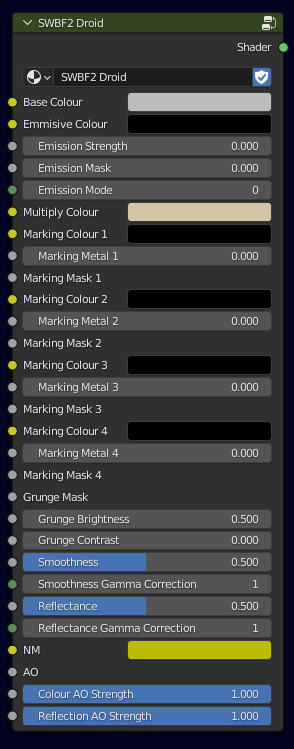 SWBF2 Droid
Shader
SWBF2 Droid
Base Colour
Emmisive Colour
Emission Strength 0.000
Emission Mask 0.000
Emission Mode 0
Multiply Colour
Marking Colour 1
Marking Metal 1 0.000
Marking Mask 1
Marking Colour 2
Marking Metal 2 0.000
Marking Mask 2
Marking Colour 3
Marking Metal 3 0.000
Marking Mask 3
Marking Colour 4
Marking Metal 4 0.000
Marking Mask 4
Grunge Mask
Grunge Brightness 0.500
Grunge Contrast 0.000
Smoothness 0.500
Smoothness Gamma Correction 1
Reflectance 0.500
Reflectance Gamma Correction 1
NM
AO
Colour AO Strength 1.000
Reflection AO Strength 1.000